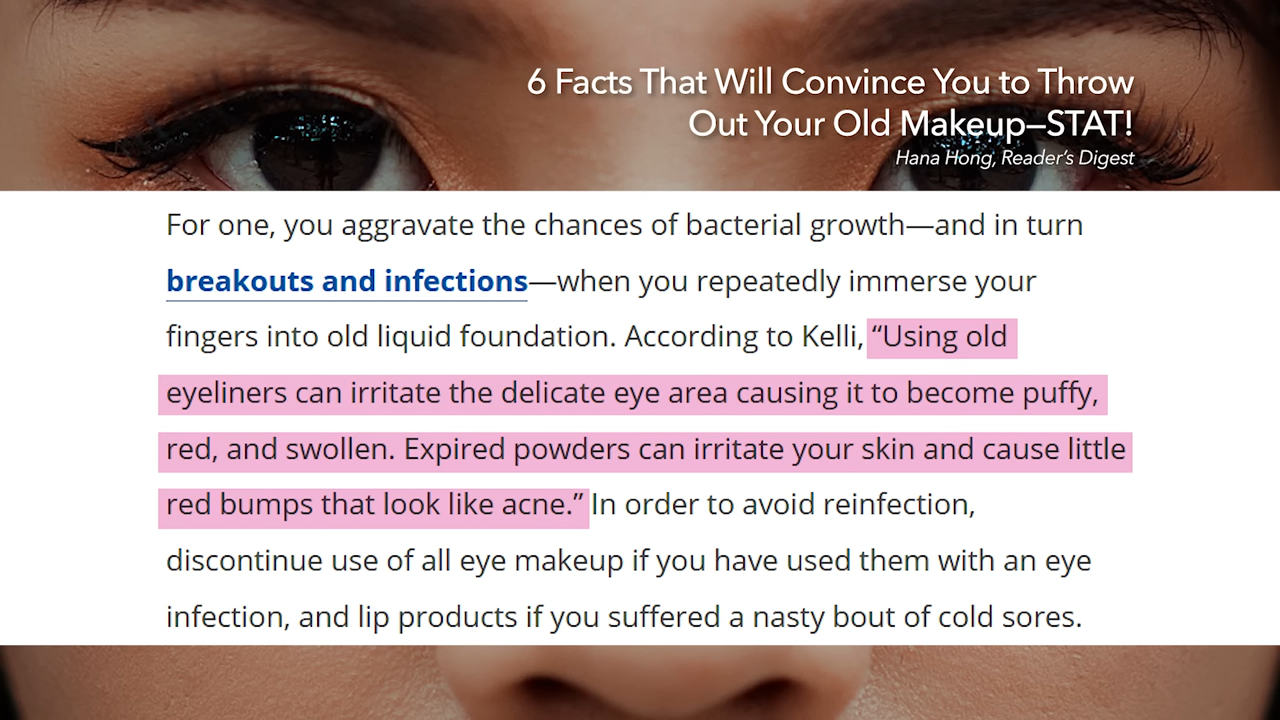 6 Facts That Will Convince You to Throw
Out Your Old Makeup—STAT!
Hana Hong, Reader's Digest
For one, you aggravate the chances of bacterial growth—and in turn
breakouts and infections—when you repeatedly immerse your
fingers into old liquid foundation. According to Kelli, “Using old
eyeliners can irritate the delicate eye area causing it to become puffy,
red, and swollen. Expired powders can irritate your skin and cause little
red bumps that look like acne.” In order to avoid reinfection,
discontinue use of all eye makeup if you have used them with an eye
infection, and lip products if you suffered a nasty bout of cold sores.